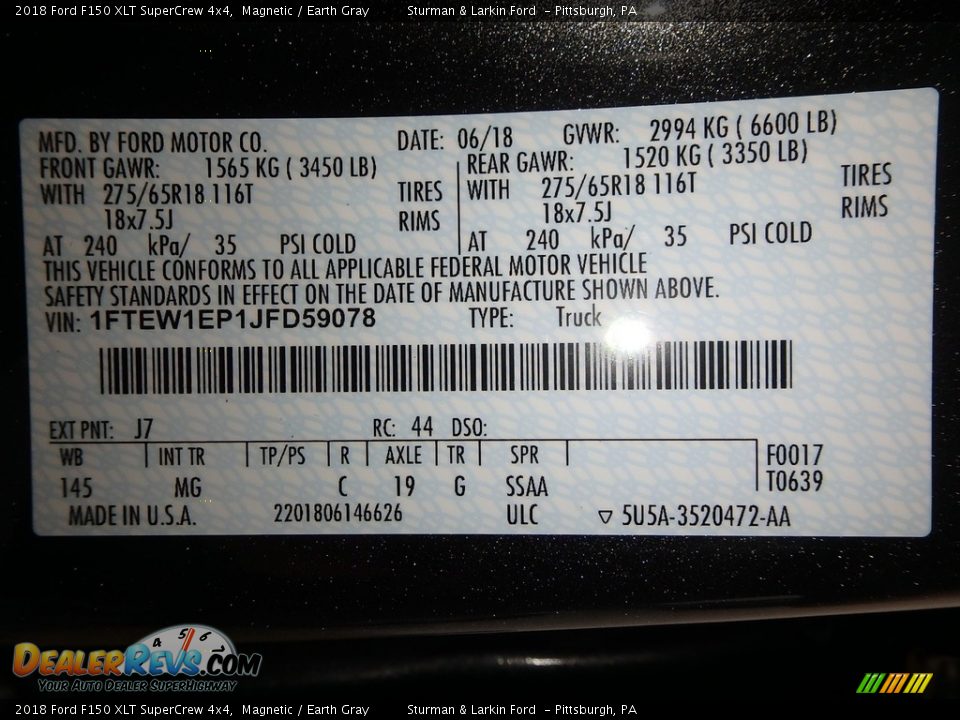 2018 Ford F150 XLT SuperCrew 4x4, Magnetic / Earth Gray Sturman & Larkin Ford - Pittsburgh, PA
MFD. BY FORD MOTOR CO. DATE: 06/18 GVWR: 2994 KG ( 6600 LB)
FRONT GAWR: 1565 KG ( 3450 LB) REAR GAWR: 1520 KG ( 3350 LB)
WITH 275/65R18 116T TIRES WITH 275/65R18 116T TIRES
18x7.5J RIMS 18x7.5J RIMS
AT 240 kPa/ 35 PSI COLD AT 240 kPa/ 35 PSI COLD
THIS VEHICLE CONFORMS TO ALL APPLICABLE FEDERAL MOTOR VEHICLE
SAFETY STANDARDS IN EFFECT ON THE DATE OF MANUFACTURE SHOWN ABOVE.
VIN: 1FTEW1EP1JFD59078 TYPE: Truck
EXT PNT: J7 RC: 44 DSO:
WB INT TR TP/PS R AXLE TR SPR F0017
145 MG C 19 G SSAA T0639
MADE IN U.S.A. 2201806146626 ULC ▽ 5U5A-3520472-AA
4 5 6
DealerRevs.com
Your Auto Dealer SuperHighway
2018 Ford F150 XLT SuperCrew 4x4, Magnetic / Earth Gray Sturman & Larkin Ford - Pittsburgh, PA